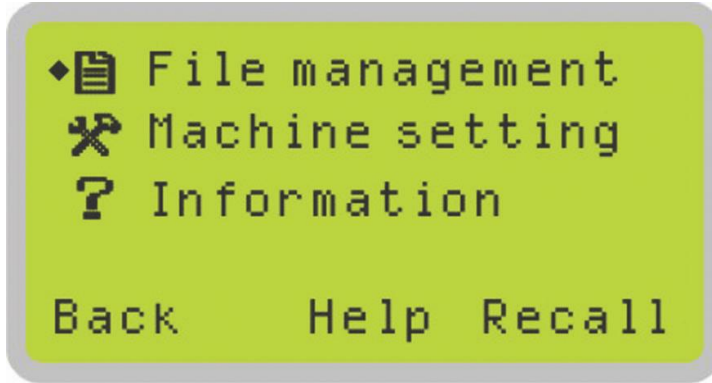 File management
Machine setting
Information
Back Help Recall